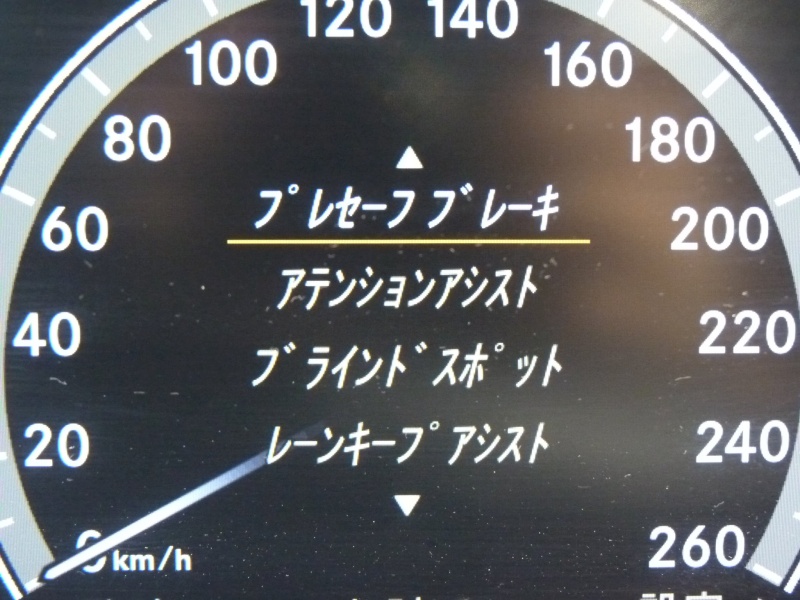 120 140
100 160
80 180
▲
プレセーフ ブレーキ
60 200
アテンションアシスト
40 220
ブラインドスポット
20 240
レーンキープアシスト
▼
0 km/h 260